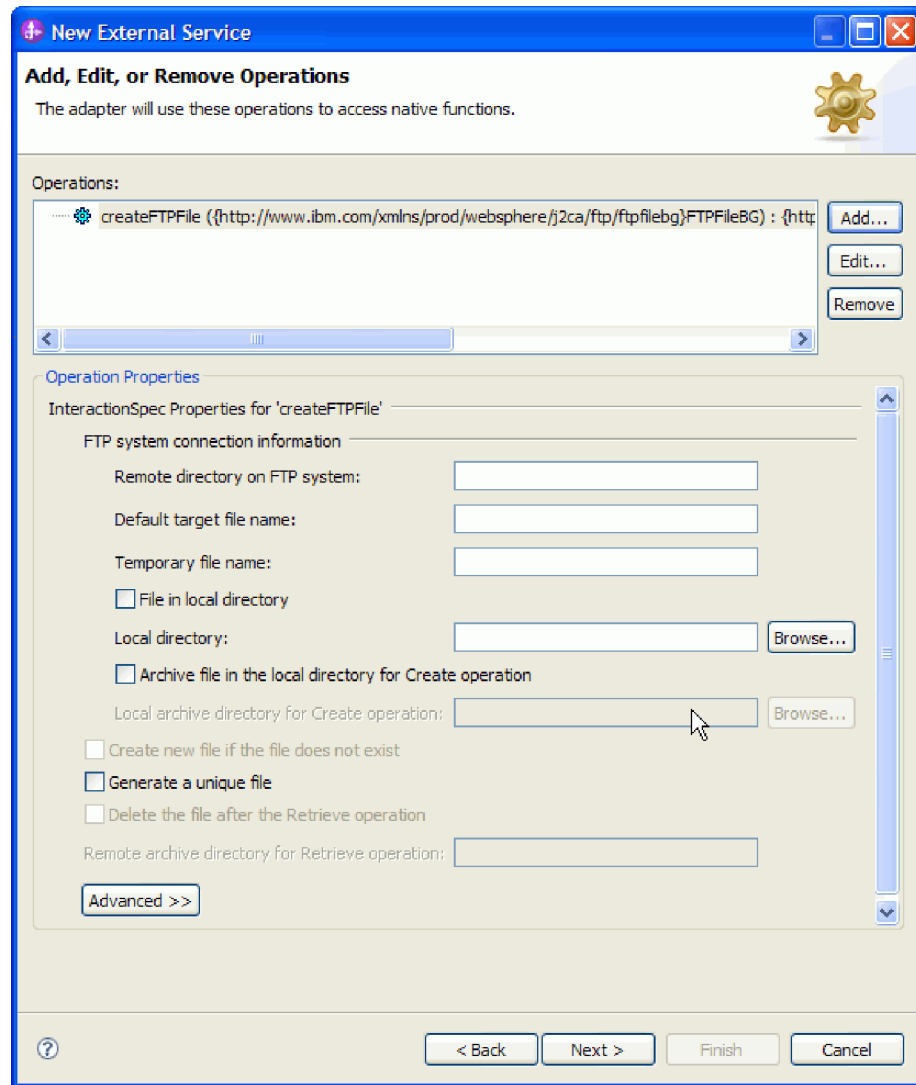 New External Service
Add, Edit, or Remove Operations
The adapter will use these operations to access native functions.
Operations:
createFTPFile ({http://www.ibm.com/xmlns/prod/websphere/j2ca/ftp/ftpfilebg}FTPFileBG) : {http
Add...
Edit...
Remove
Operation Properties
InteractionSpec Properties for 'createFTPFile'
FTP system connection information
Remote directory on FTP system:
Default target file name:
Temporary file name:
File in local directory
Local directory: Browse...
Archive file in the local directory for Create operation
Local archive directory for Create operation: Browse...
Create new file if the file does not exist
Generate a unique file
Delete the file after the Retrieve operation
Remote archive directory for Retrieve operation:
Advanced >>
? < Back Next > Finish Cancel